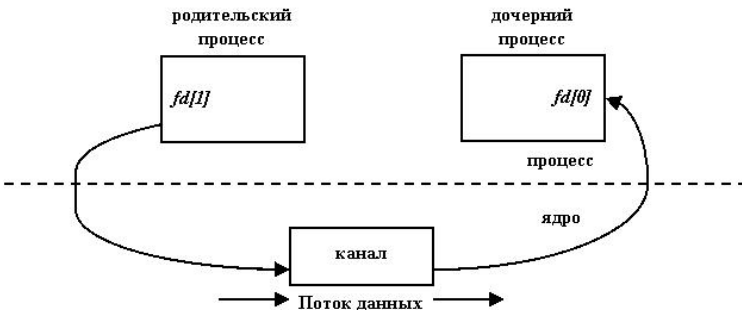 родительский
процесс
дочерний
процесс
fd[1]
fd[0]
процесс
ядро
канал
Поток данных